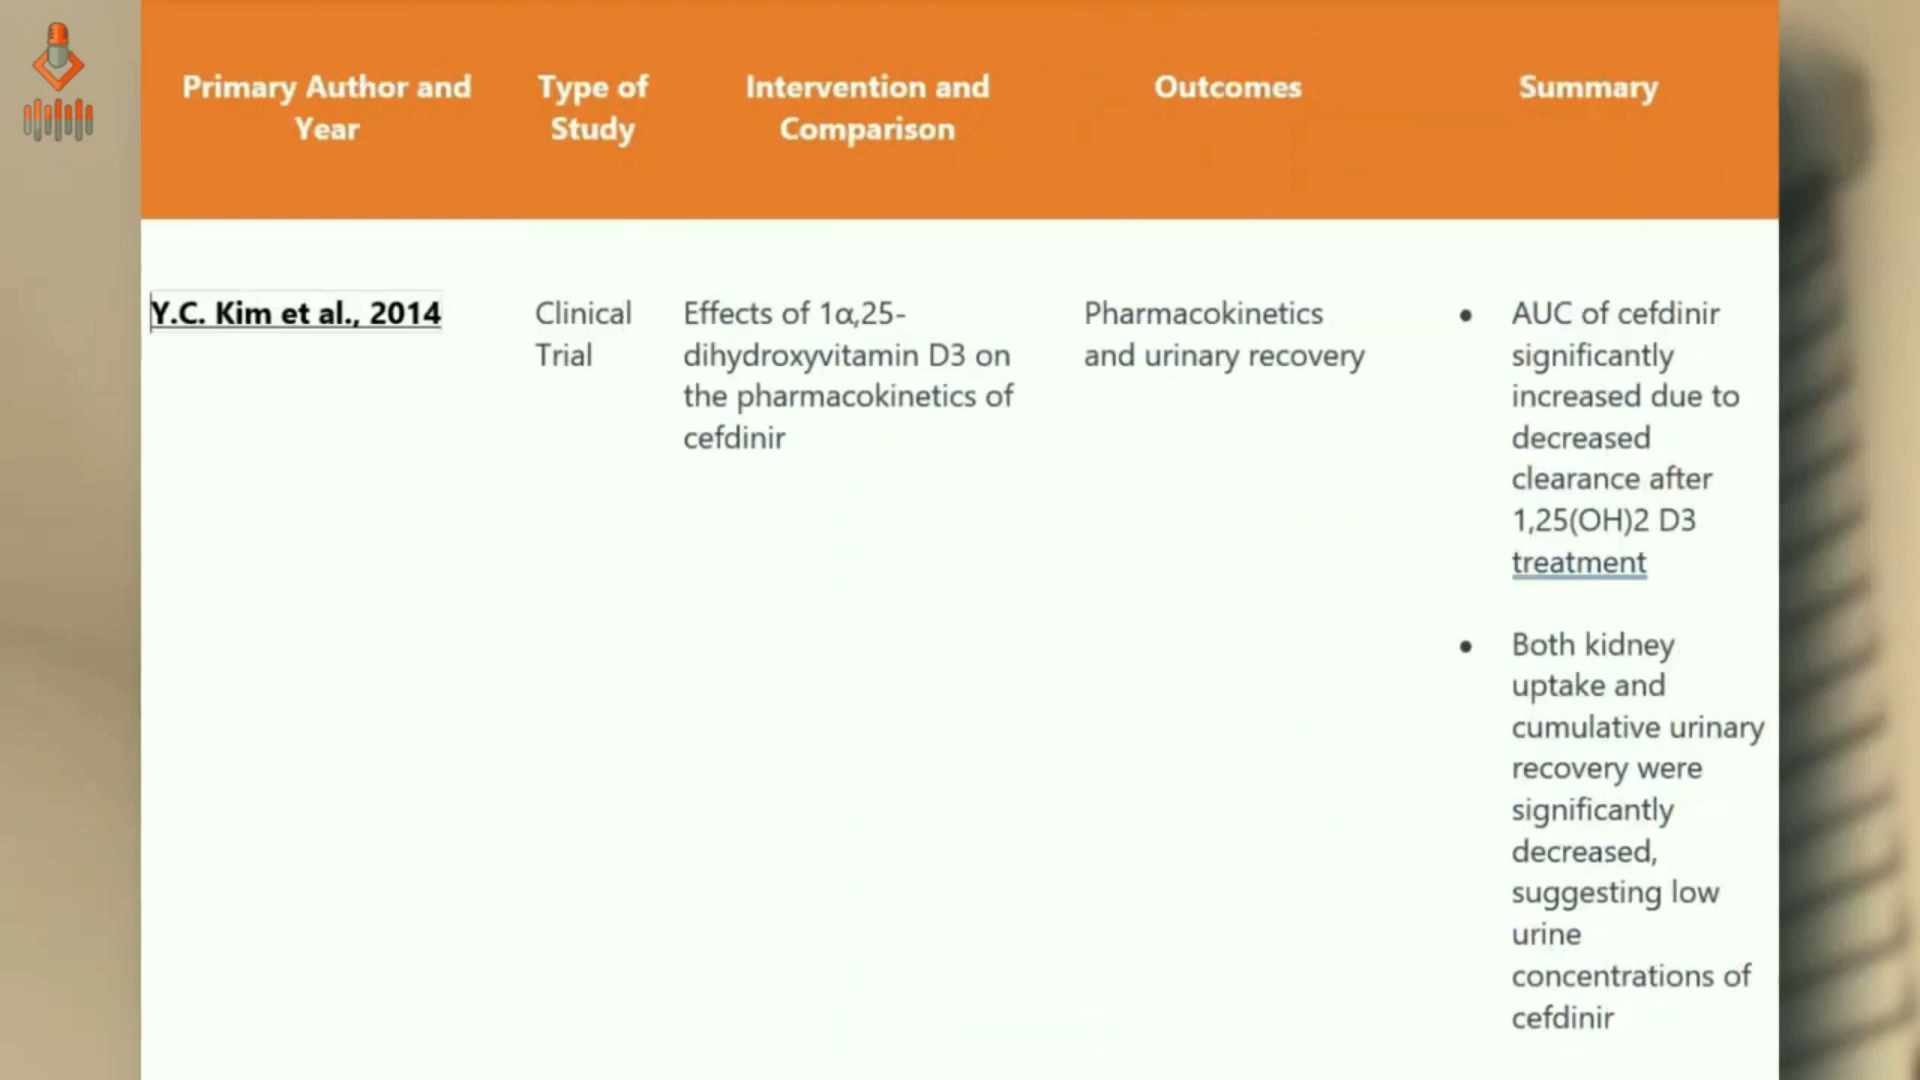 Primary Author and
Year
Type of
Study
Intervention and
Comparison
Outcomes
Summary
Y.C. Kim et al., 2014
Clinical
Trial
Effects of 1α,25-
dihydroxyvitamin D3 on
the pharmacokinetics of
cefdinir
Pharmacokinetics
and urinary recovery
• AUC of cefdinir
significantly
increased due to
decreased
clearance after
1,25(OH)2 D3
treatment
• Both kidney
uptake and
cumulative urinary
recovery were
significantly
decreased,
suggesting low
urine
concentrations of
cefdinir